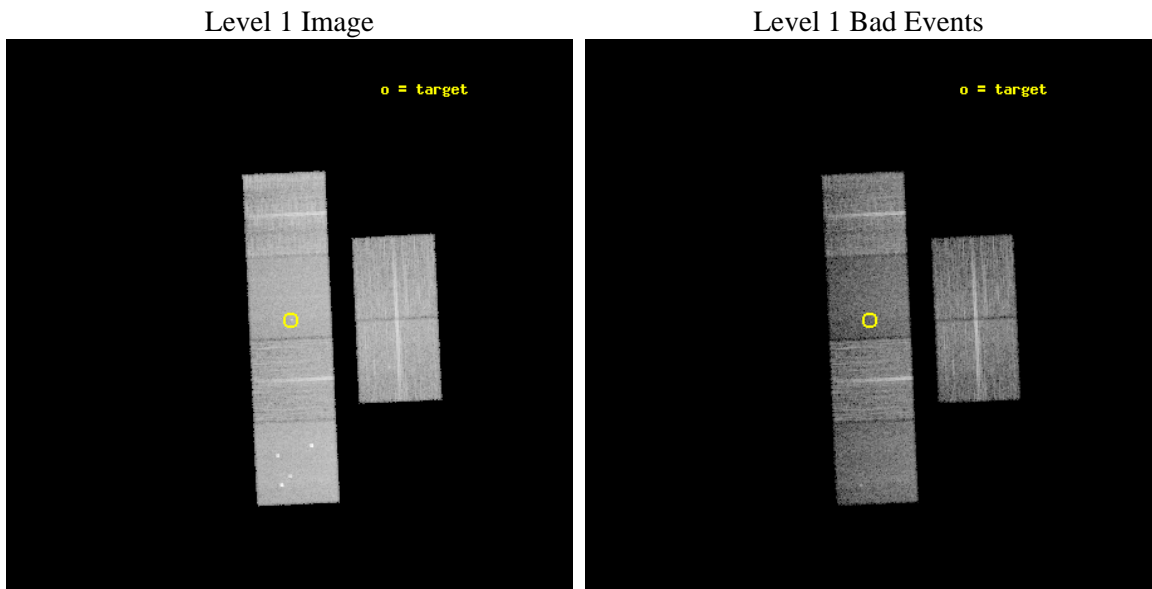 Level 1 Image
Level 1 Bad Events
o = target
o = target